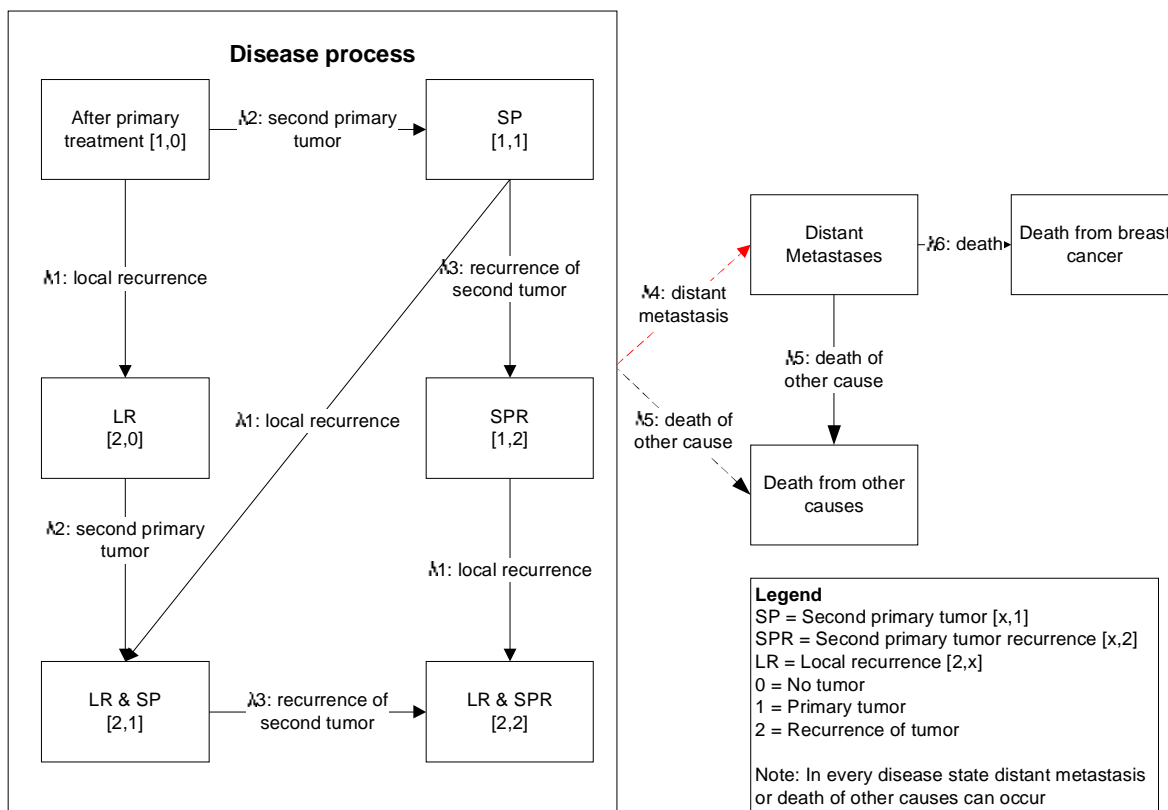 Disease process
After primary
treatment [1,0]
λ2: second primary
tumor
SP
[1,1]
λ1: local recurrence
λ3: recurrence of
second tumor
LR
[2,0]
λ1: local recurrence
SPR
[1,2]
λ2: second primary
tumor
λ1: local recurrence
LR & SP
[2,1]
λ3: recurrence of
second tumor
LR & SPR
[2,2]
Distant
Metastases
λ6: death
Death from breast
cancer
λ4: distant
metastasis
λ5: death of
other cause
λ5: death of
other cause
Death from other
causes
Legend
SP = Second primary tumor [x,1]
SPR = Second primary tumor recurrence [x,2]
LR = Local recurrence [2,x]
0 = No tumor
1 = Primary tumor
2 = Recurrence of tumor
Note: In every disease state distant metastasis
or death of other causes can occur